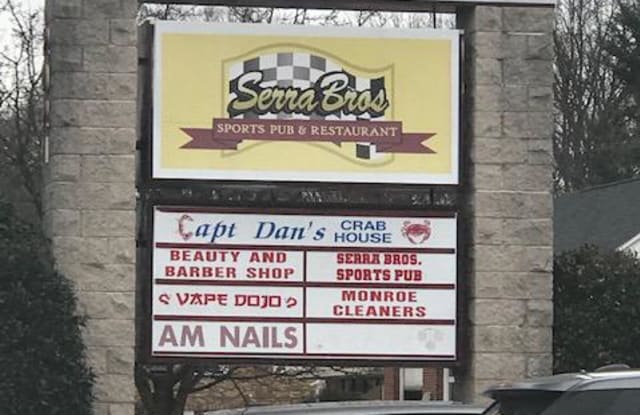 Serra Bros
SPORTS PUB & RESTAURANT
Capt Dan's CRAB HOUSE
BEAUTY AND
BARBER SHOP
SERRA BROS.
SPORTS PUB
VAPE DOJO
MONROE
CLEANERS
AM NAILS